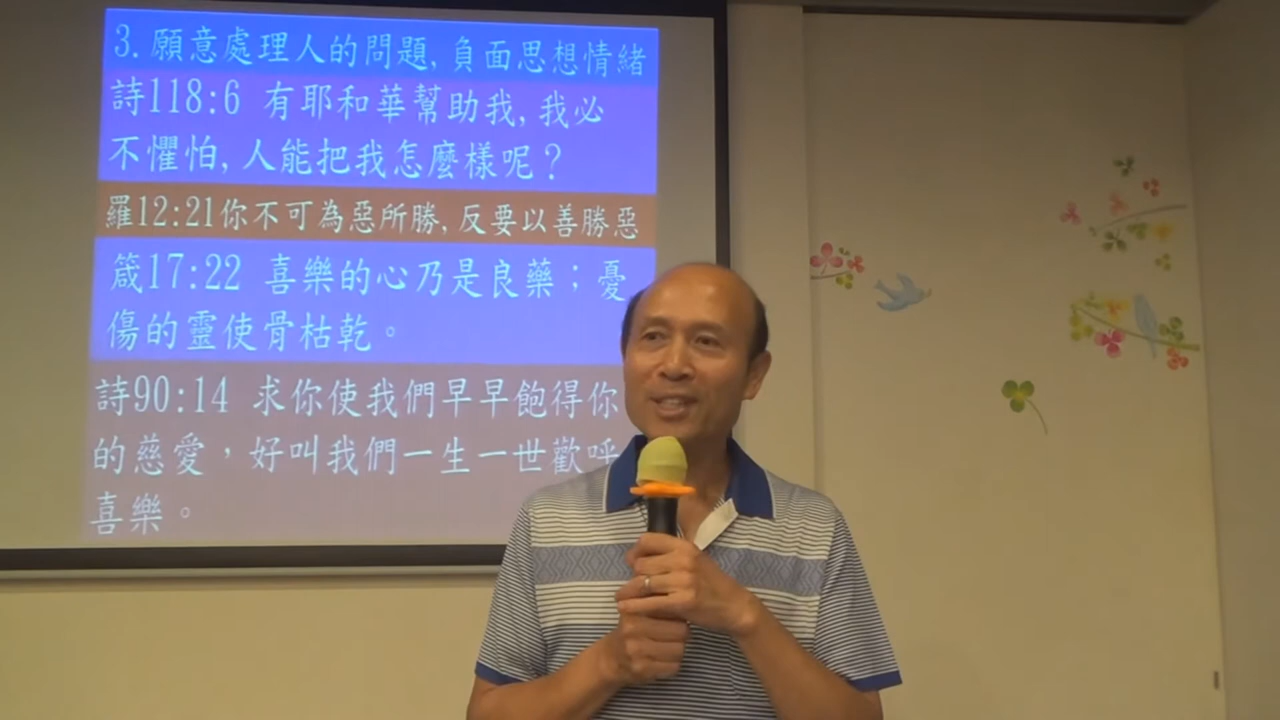 3.願意處理人的問題,負面思想情緒
詩118:6 有耶和華幫助我,我必
不懼怕,人能把我怎麼樣呢？
羅12:21你不可為惡所勝,反要以善勝惡
箴17:22 喜樂的心乃是良藥；憂
傷的靈使骨枯乾。
詩90:14 求你使我們早早飽得你
的慈愛，好叫我們一生一世歡呼
喜樂。